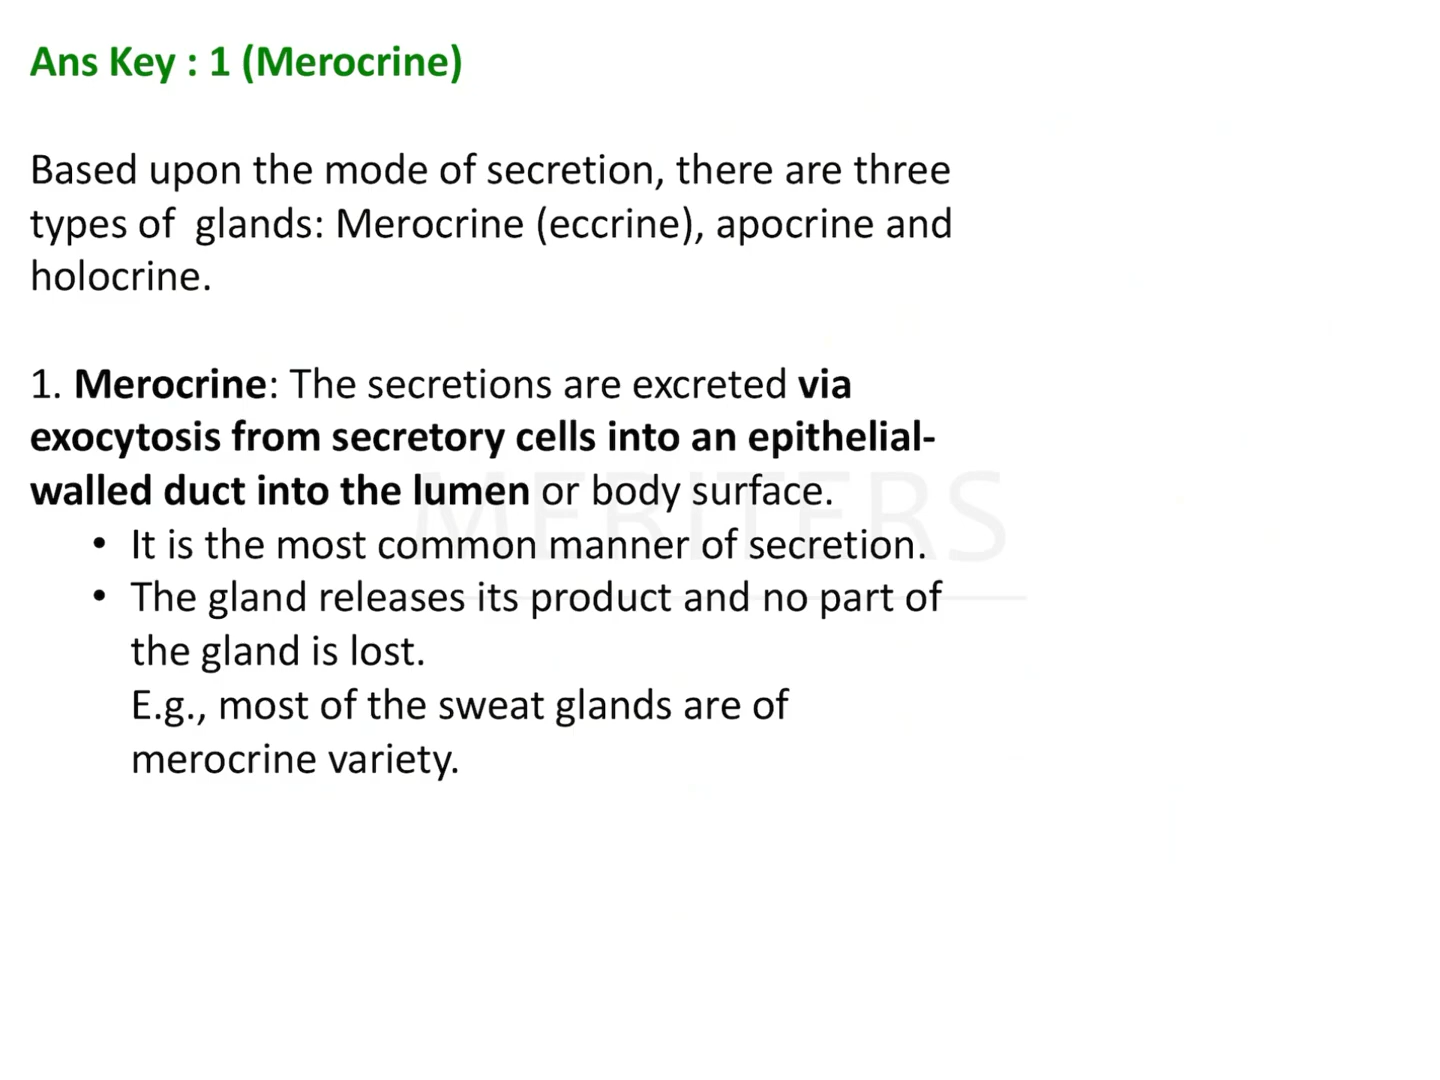 Ans Key : 1 (Merocrine)
Based upon the mode of secretion, there are three
types of  glands: Merocrine (eccrine), apocrine and
holocrine.
1. Merocrine: The secretions are excreted via
exocytosis from secretory cells into an epithelial-
walled duct into the lumen or body surface.
MERITERS
• It is the most common manner of secretion.
• The gland releases its product and no part of
the gland is lost.
E.g., most of the sweat glands are of
merocrine variety.